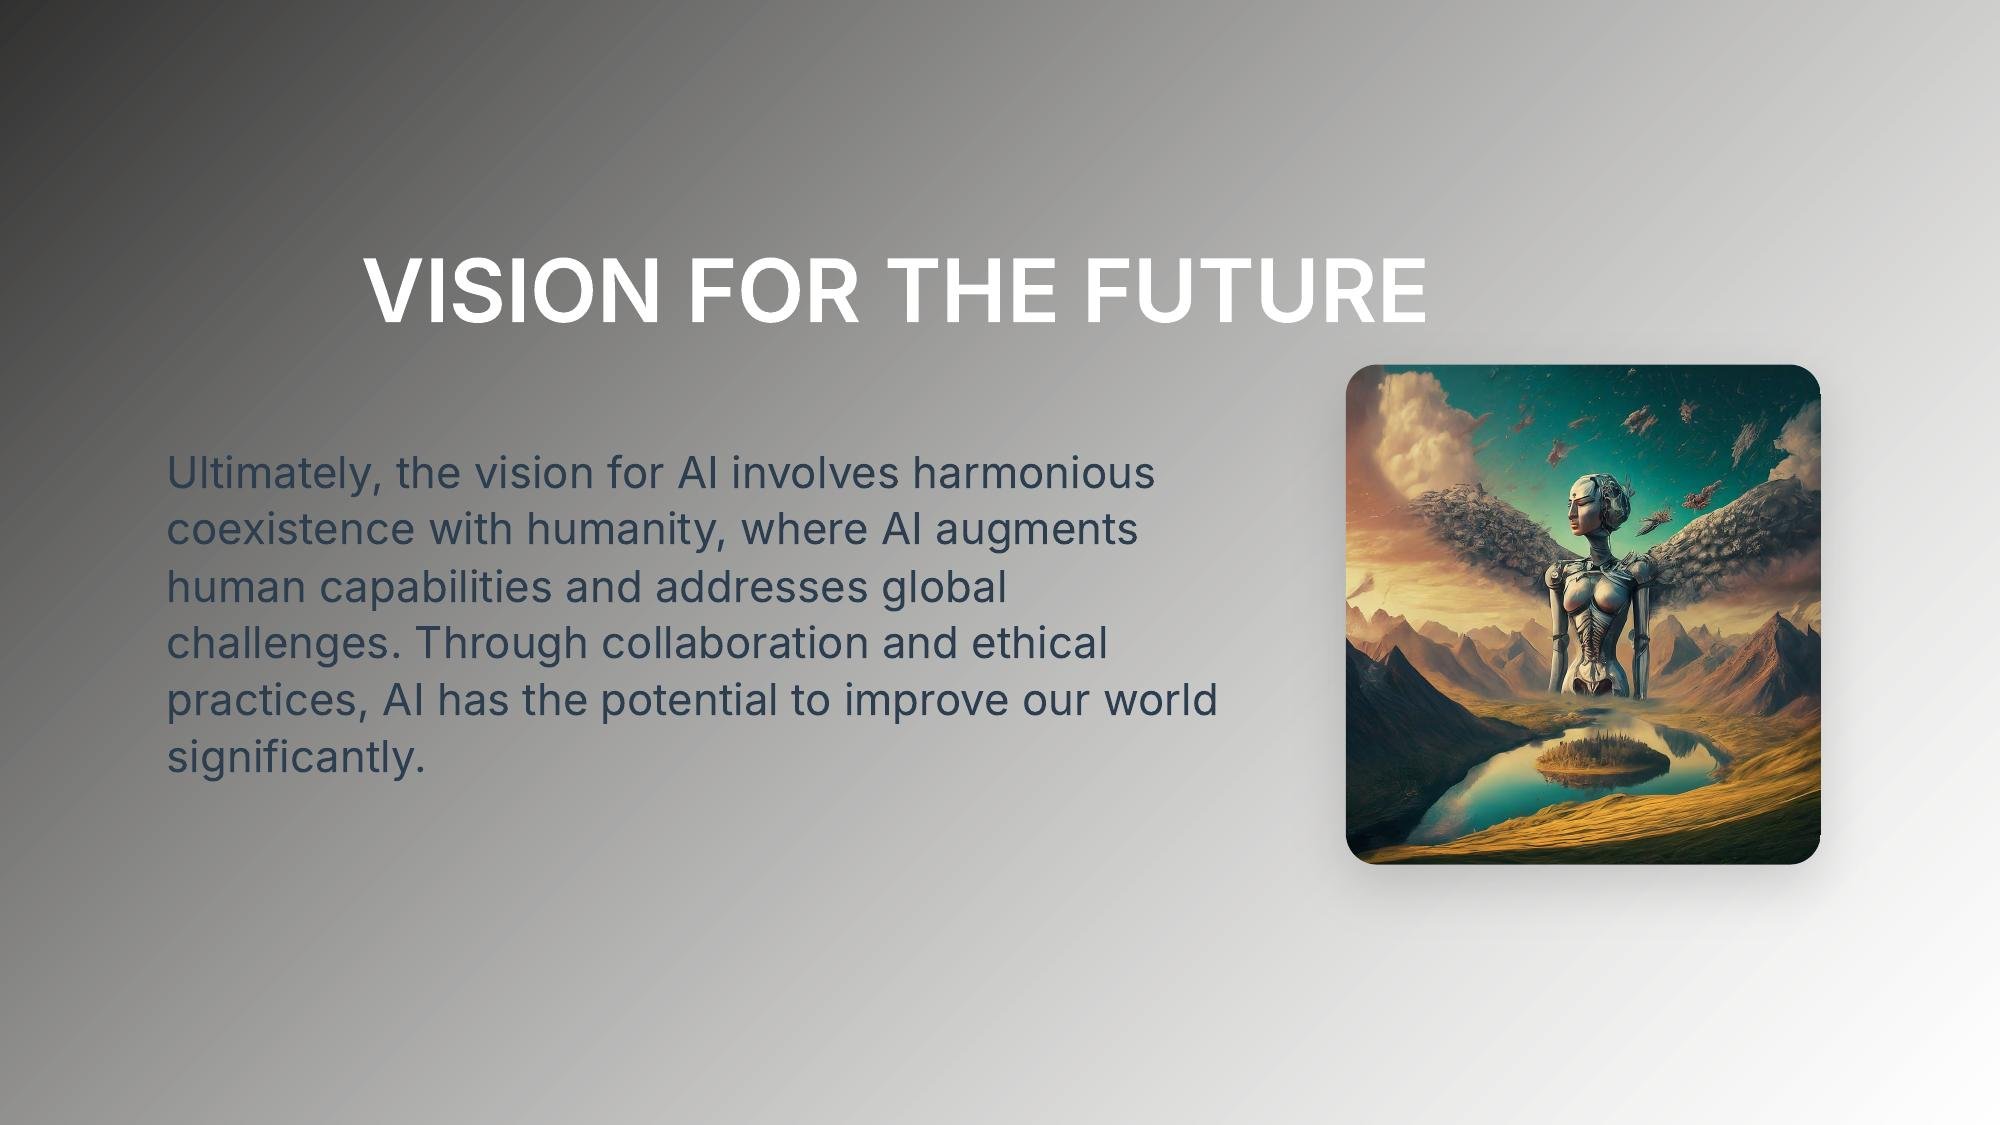 VISION FOR THE FUTURE
Ultimately, the vision for AI involves harmonious
coexistence with humanity, where AI augments
human capabilities and addresses global
challenges. Through collaboration and ethical
practices, AI has the potential to improve our world
significantly.